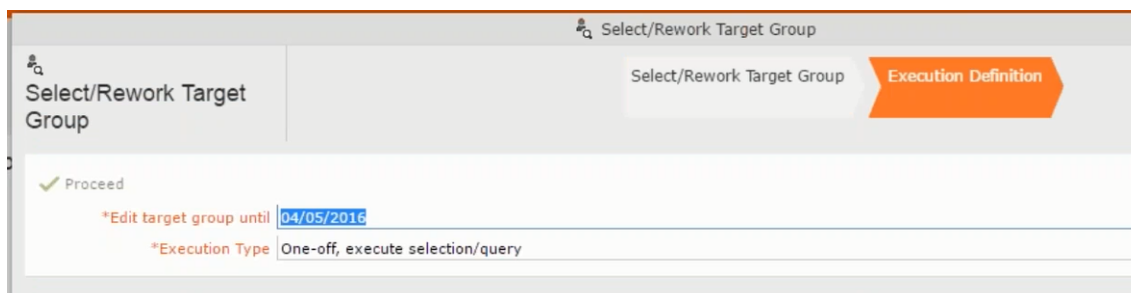 Select/Rework Target Group
Select/Rework Target
Group
Select/Rework Target Group
Execution Definition
Proceed
*Edit target group until 04/05/2016
*Execution Type One-off, execute selection/query